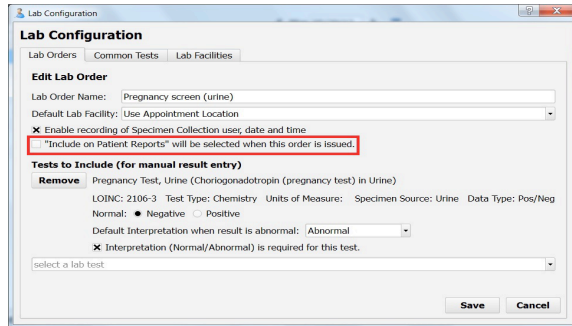 Lab Configuration
Lab Configuration
Lab Orders Common Tests Lab Facilities
Edit Lab Order
Lab Order Name: Pregnancy screen (urine)
Default Lab Facility: Use Appointment Location
Enable recording of Specimen Collection user, date and time
"Include on Patient Reports" will be selected when this order is issued.
Tests to Include (for manual result entry)
Remove Pregnancy Test, Urine (Choriogonadotropin (pregnancy test) in Urine)
LOINC: 2106-3 Test Type: Chemistry Units of Measure: Specimen Source: Urine Data Type: Pos/Neg
Normal: Negative Positive
Default Interpretation when result is abnormal: Abnormal
Interpretation (Normal/Abnormal) is required for this test.
select a lab test
Save Cancel